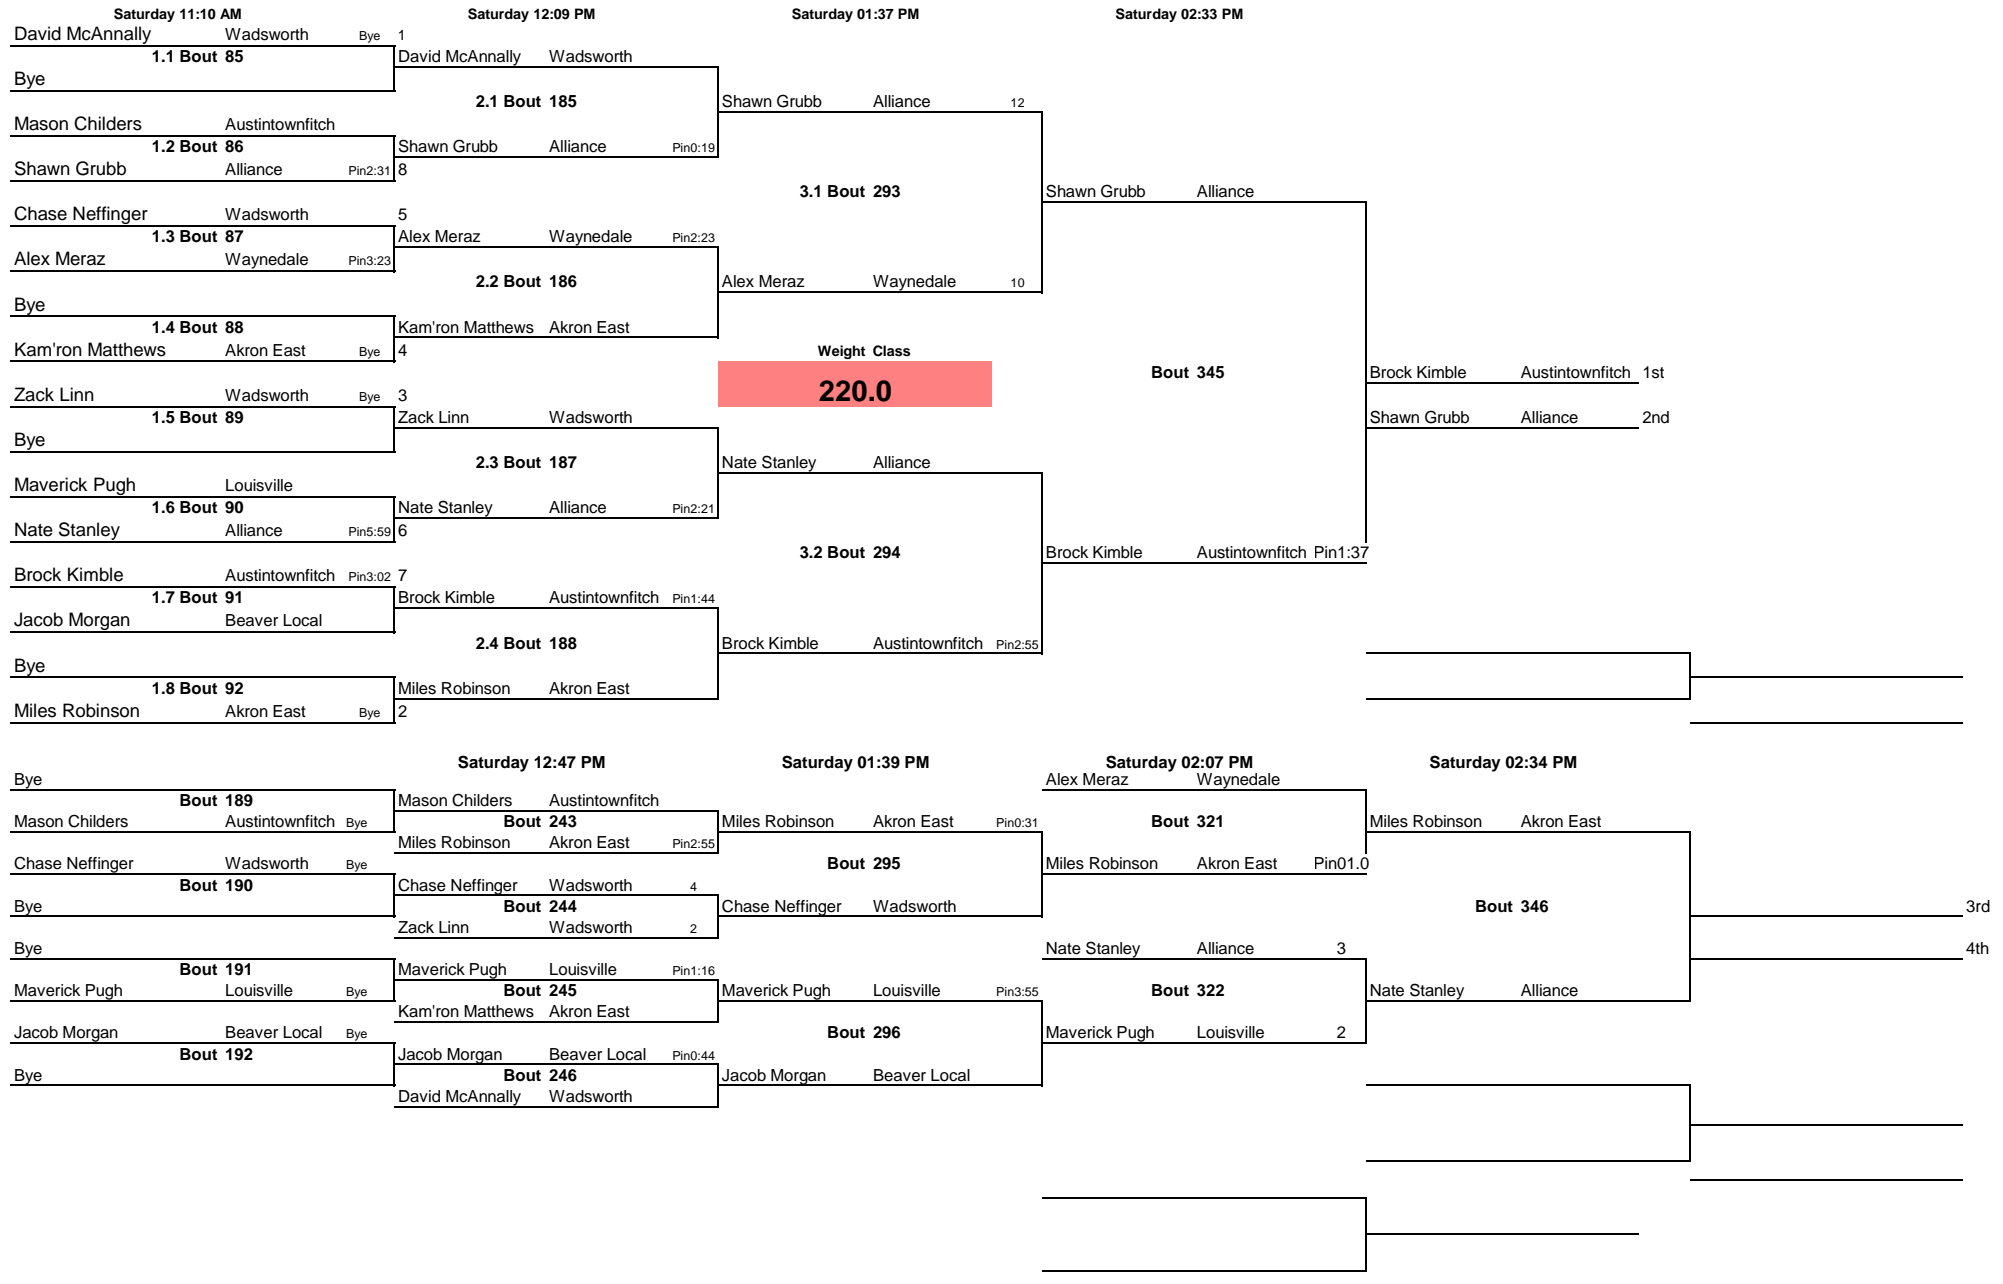 Saturday 11:10 AM Saturday 12:09 PM Saturday 01:37 PM Saturday 02:33 PM
David McAnnally Wadsworth Bye 1
1.1 Bout 85 David McAnnally Wadsworth
Bye
2.1 Bout 185 Shawn Grubb Alliance 12
Mason Childers Austintownfitch
1.2 Bout 86 Shawn Grubb Alliance Pin0:19
Shawn Grubb Alliance Pin2:31 8
3.1 Bout 293 Shawn Grubb Alliance
Chase Neffinger Wadsworth 5
1.3 Bout 87 Alex Meraz Waynedale Pin2:23
Alex Meraz Waynedale Pin3:23
2.2 Bout 186 Alex Meraz Waynedale 10
Bye
1.4 Bout 88 Kam'ron Matthews Akron East
Kam'ron Matthews Akron East Bye 4 Weight Class
Bout 345 Brock Kimble Austintownfitch 1st
Zack Linn Wadsworth Bye 3 220.0
1.5 Bout 89 Zack Linn Wadsworth Shawn Grubb Alliance 2nd
Bye
2.3 Bout 187 Nate Stanley Alliance
Maverick Pugh Louisville
1.6 Bout 90 Nate Stanley Alliance Pin2:21
Nate Stanley Alliance Pin5:59 6
3.2 Bout 294 Brock Kimble Austintownfitch Pin1:37
Brock Kimble Austintownfitch Pin3:02 7
1.7 Bout 91 Brock Kimble Austintownfitch Pin1:44
Jacob Morgan Beaver Local
2.4 Bout 188 Brock Kimble Austintownfitch Pin2:55
Bye
1.8 Bout 92 Miles Robinson Akron East
Miles Robinson Akron East Bye 2
Saturday 12:47 PM Saturday 01:39 PM Saturday 02:07 PM Saturday 02:34 PM
Bye Alex Meraz Waynedale
Bout 189 Mason Childers Austintownfitch
Mason Childers Austintownfitch Bye Bout 243 Miles Robinson Akron East Pin0:31 Bout 321 Miles Robinson Akron East
Miles Robinson Akron East Pin2:55
Chase Neffinger Wadsworth Bye Bout 295 Miles Robinson Akron East Pin01.0
Bout 190 Chase Neffinger Wadsworth 4
Bye Bout 244 Chase Neffinger Wadsworth Bout 346 3rd
Zack Linn Wadsworth 2
Bye Nate Stanley Alliance 3 4th
Bout 191 Maverick Pugh Louisville Pin1:16
Maverick Pugh Louisville Bye Bout 245 Maverick Pugh Louisville Pin3:55 Bout 322 Nate Stanley Alliance
Kam'ron Matthews Akron East
Jacob Morgan Beaver Local Bye Bout 296 Maverick Pugh Louisville 2
Bout 192 Jacob Morgan Beaver Local Pin0:44
Bye Bout 246 Jacob Morgan Beaver Local
David McAnnally Wadsworth